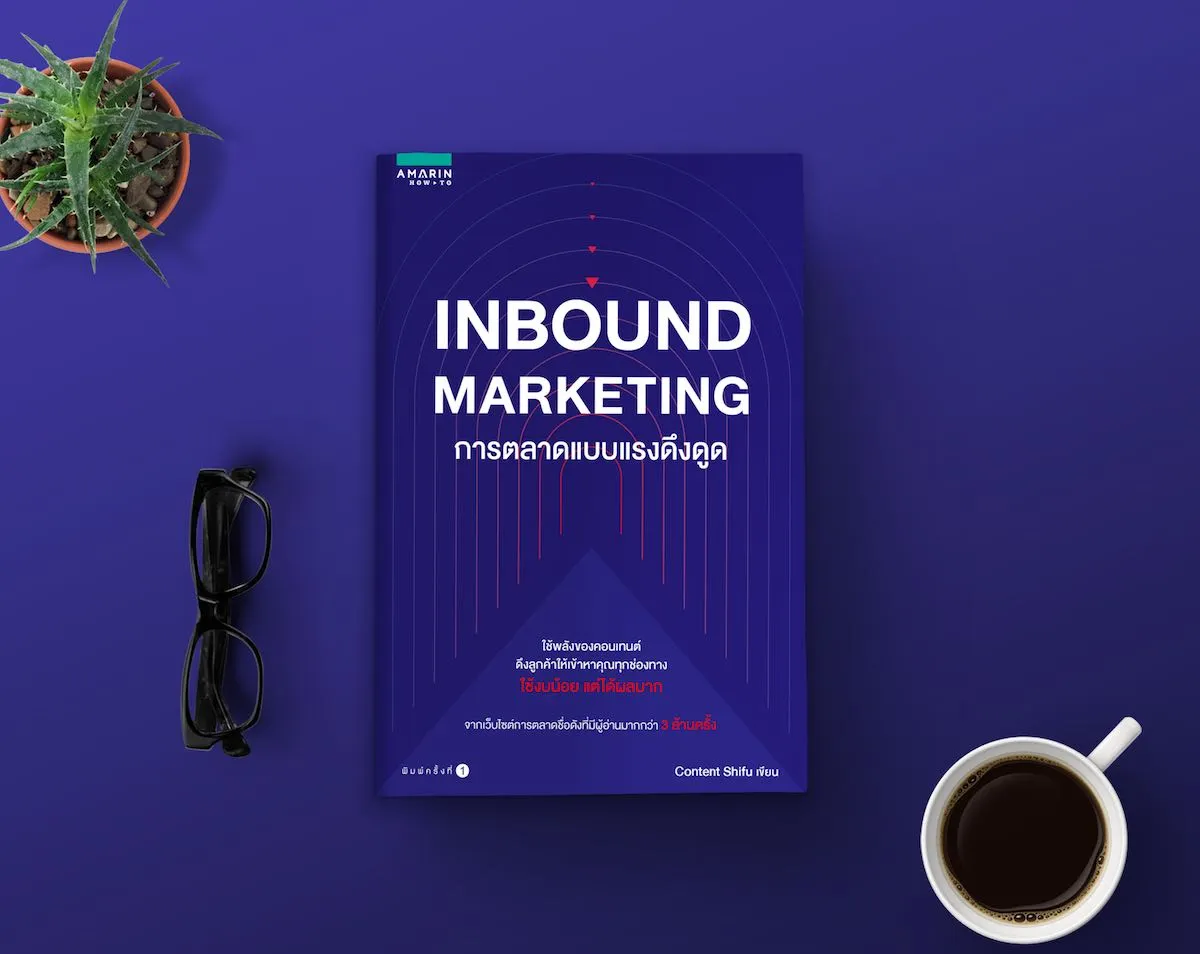 AMARIN
HOW TO
INBOUND
MARKETING
การตลาดแบบแรงดึงดูด
ใช้พลังของคอนเทนต์
ดึงลูกค้าให้เข้าหาคุณทุกช่องทาง
ใช้งบน้อย แต่ได้ผลมาก
จากเว็บไซต์การตลาดชื่อดังที่มีผู้อ่านมากกว่า 3 ล้านครั้ง
พิมพ์ครั้งที่ 1
Content Shifu เขียน